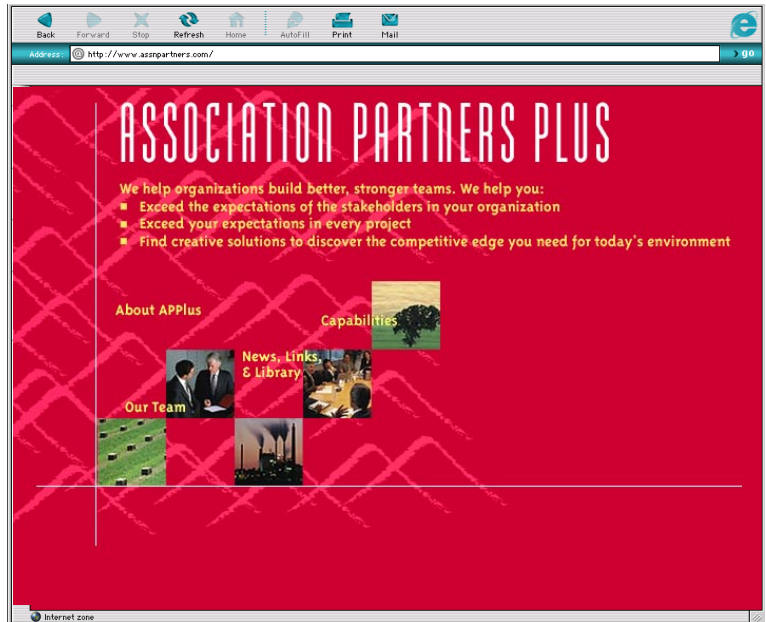 Back Forward Stop Refresh Home AutoFill Print Mail
Address: http://www.assnpartners.com/ go
ASSOCIATION PARTNERS PLUS
We help organizations build better, stronger teams. We help you:
Exceed the expectations of the stakeholders in your organization
Exceed your expectations in every project
Find creative solutions to discover the competitive edge you need for today's environment
About APPlus
Capabilities
News, Links,
& Library
Our Team
Internet zone